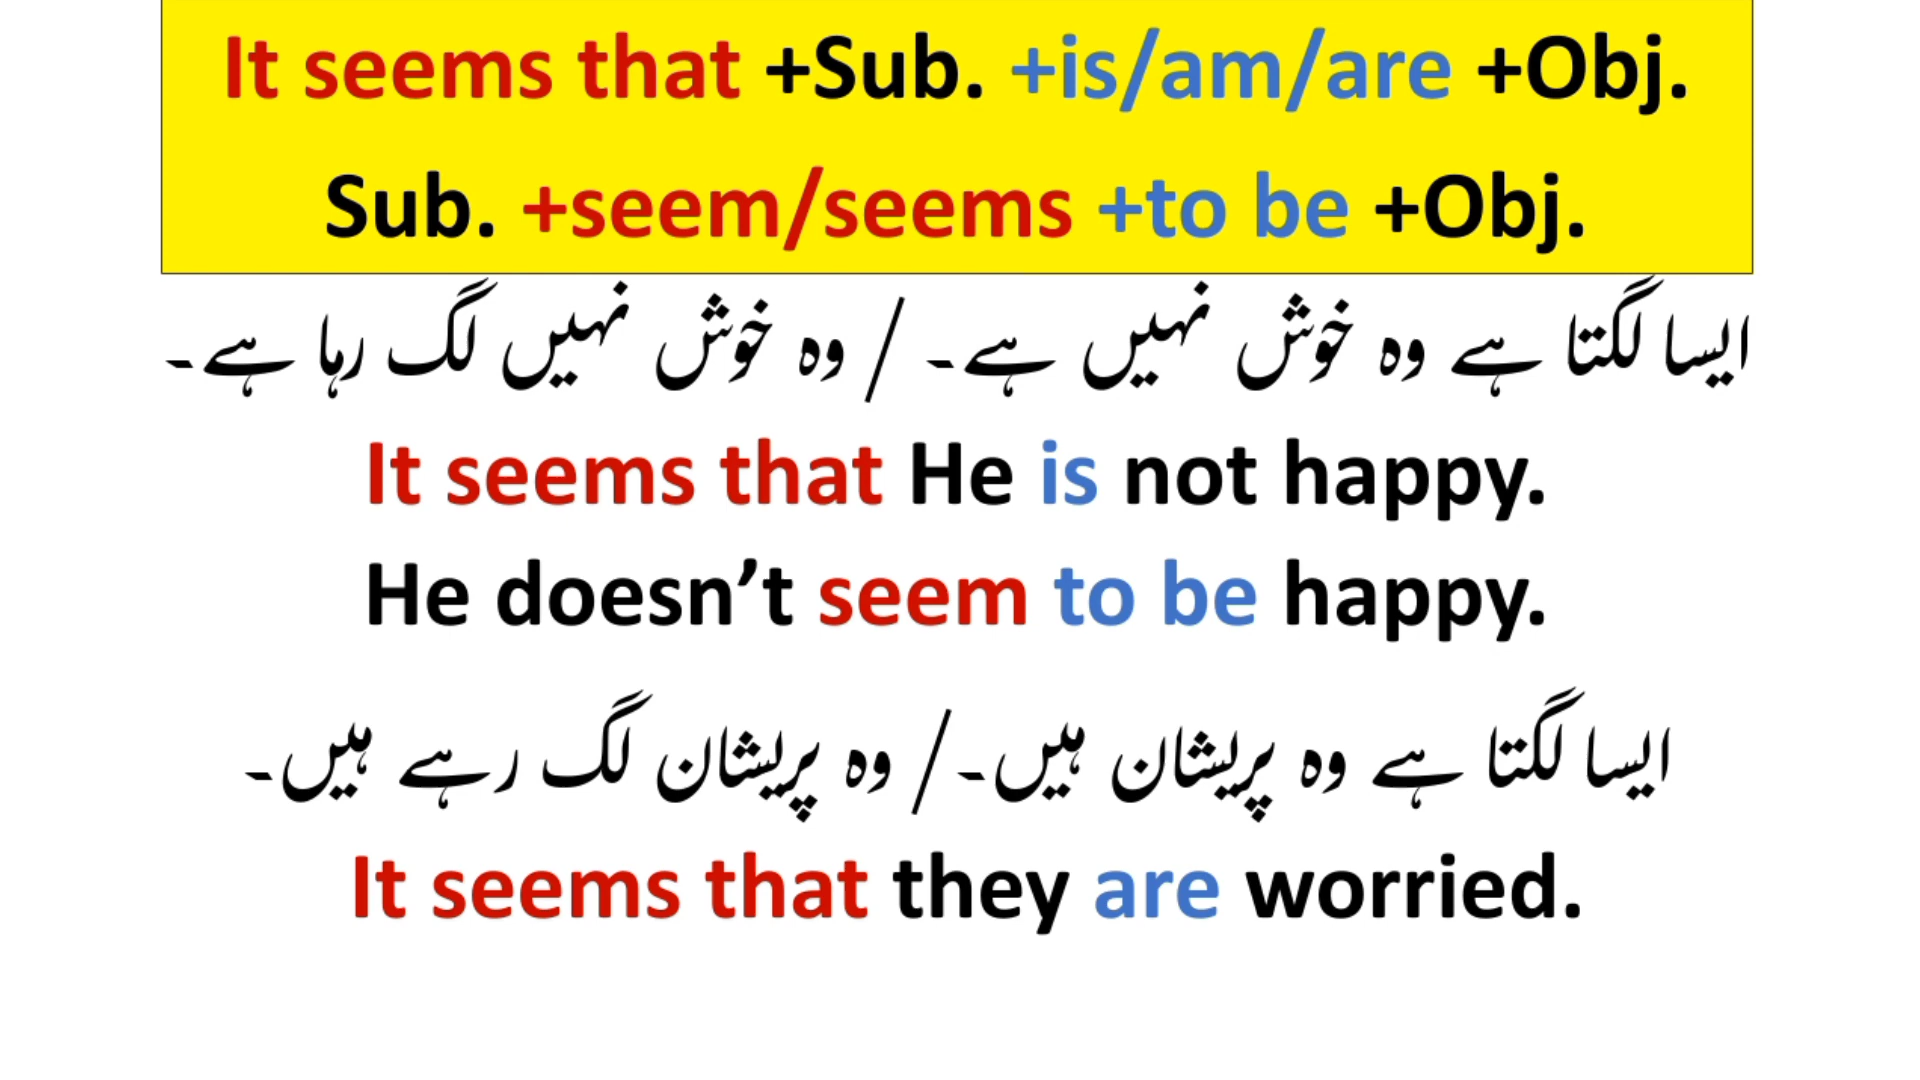 It seems that +Sub. +is/am/are +Obj.
Sub. +seem/seems +to be +Obj.
ایسا لگتا ہے وہ خوش نہیں ہے۔ / وہ خوش نہیں لگ رہا ہے۔
It seems that He is not happy.
He doesn’t seem to be happy.
ایسا لگتا ہے وہ پریشان ہیں۔/ وہ پریشان لگ رہے ہیں۔
It seems that they are worried.